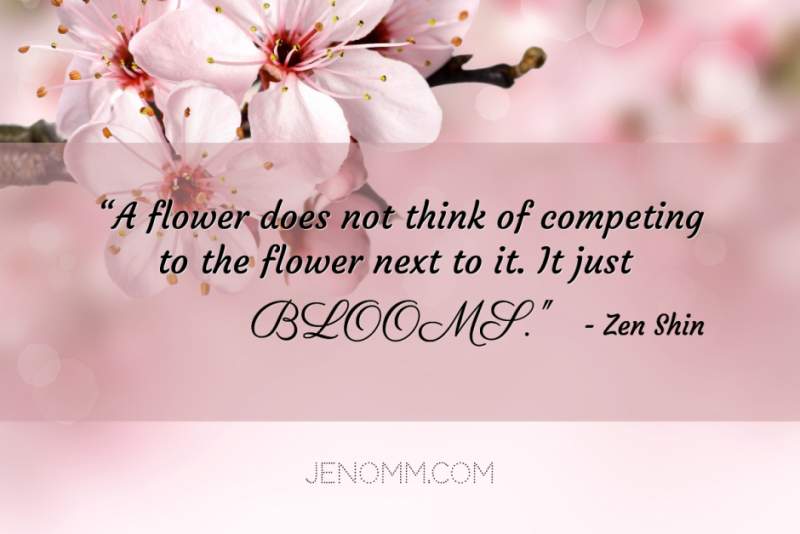 “A flower does not think of competing
to the flower next to it. It just
BLOOMS." - Zen Shin
JENOMM.COM